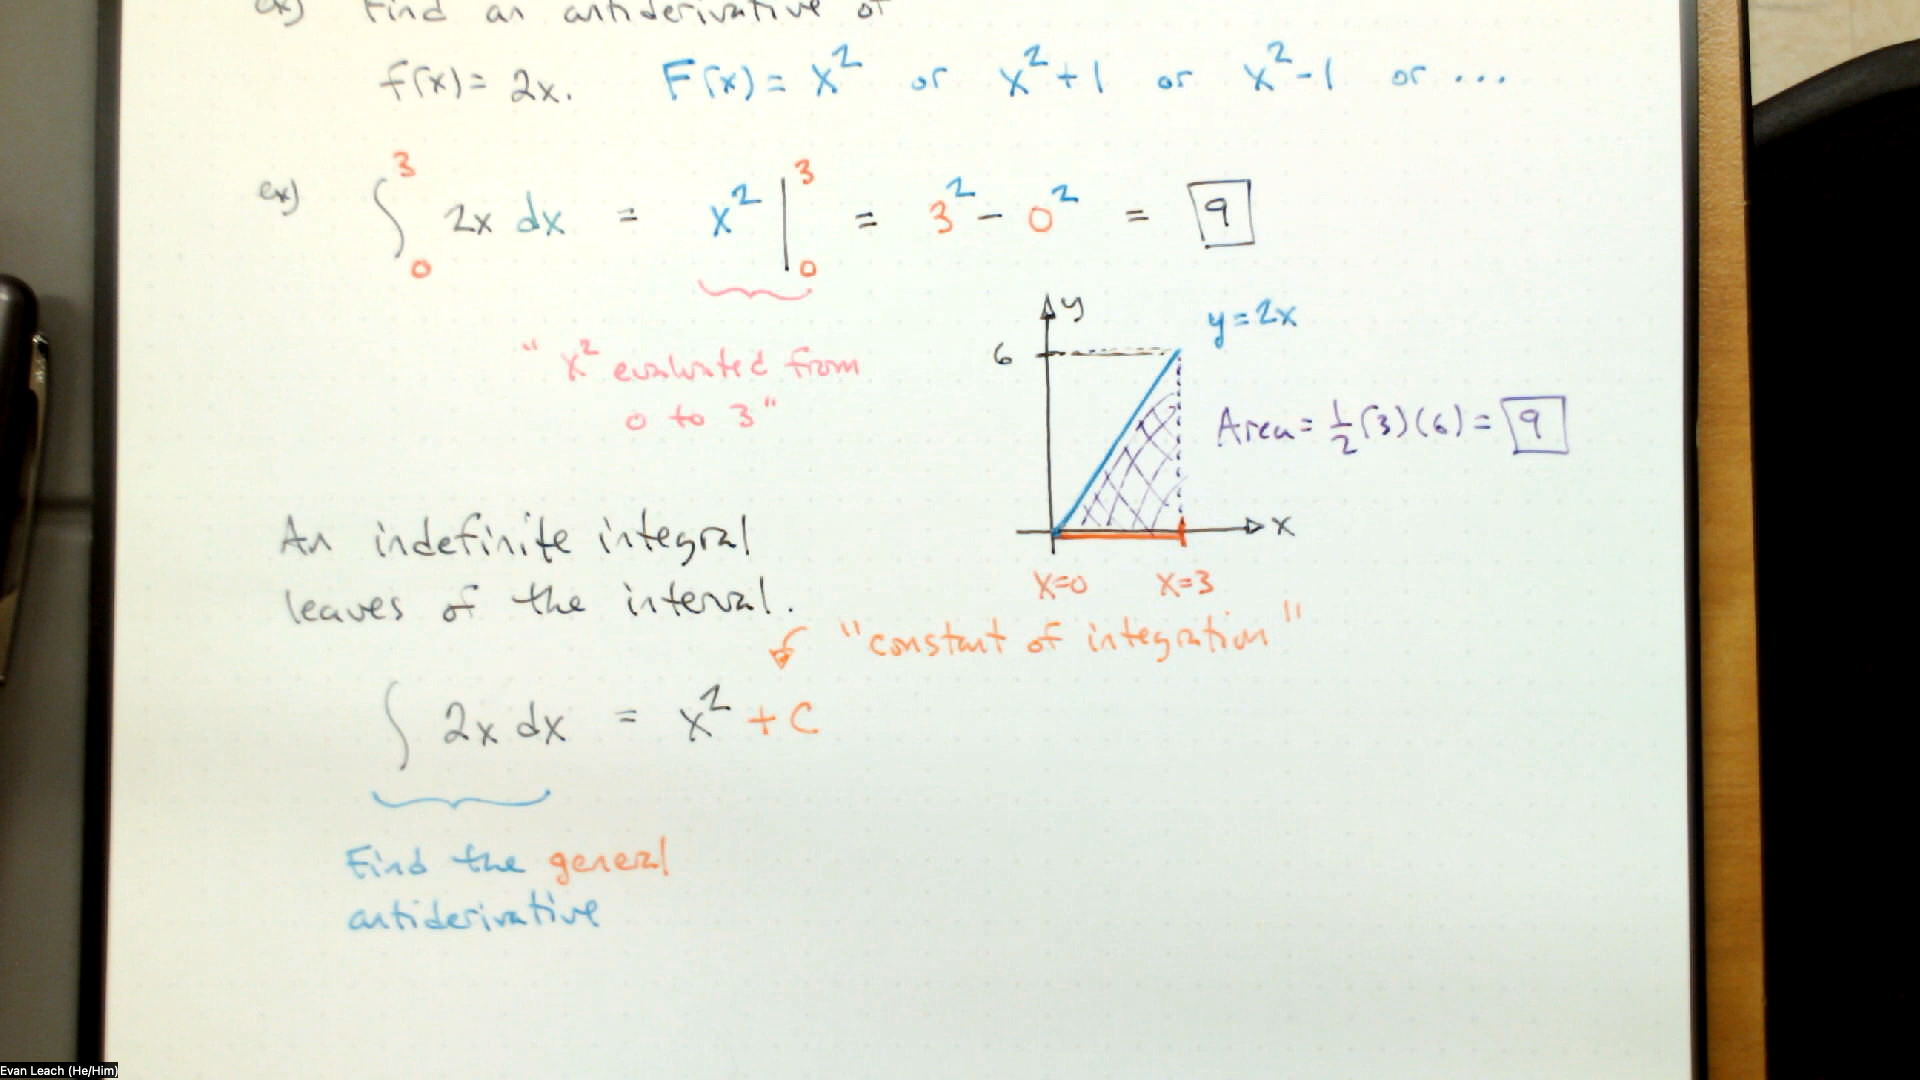 ex) Find an antiderivative of
f(x) = 2x. F(x) = x² or x²+1 or x²-1 or ...
ex) ∫₀³ 2x dx = x² |₀³ = 3² - 0² = 9
"x² evaluated from
0 to 3"
y
6
y=2x
Area = 1/2 (3)(6) = 9
x
x=0 x=3
An indefinite integral
leaves of the interval.
"constant of integration"
∫ 2x dx = x² + C
Find the general
antiderivative
Evan Leach (He/Him)